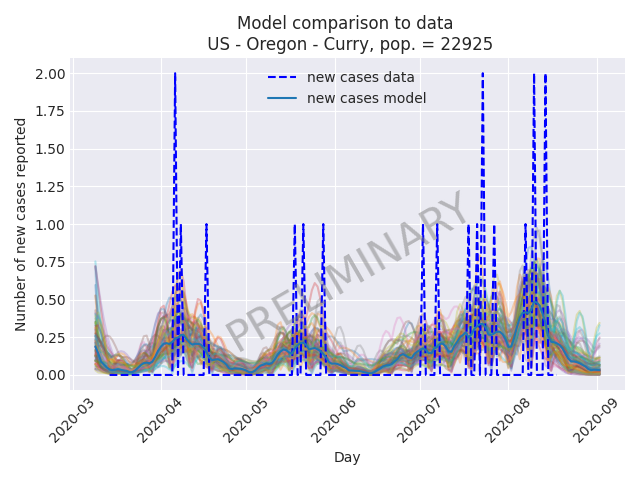 Model comparison to data
US - Oregon - Curry, pop. = 22925
new cases data
new cases model
Number of new cases reported
2.00
1.75
1.50
1.25
1.00
0.75
0.50
0.25
0.00
PRELIMINARY
2020-03
2020-04
2020-05
2020-06
2020-07
2020-08
2020-09
Day